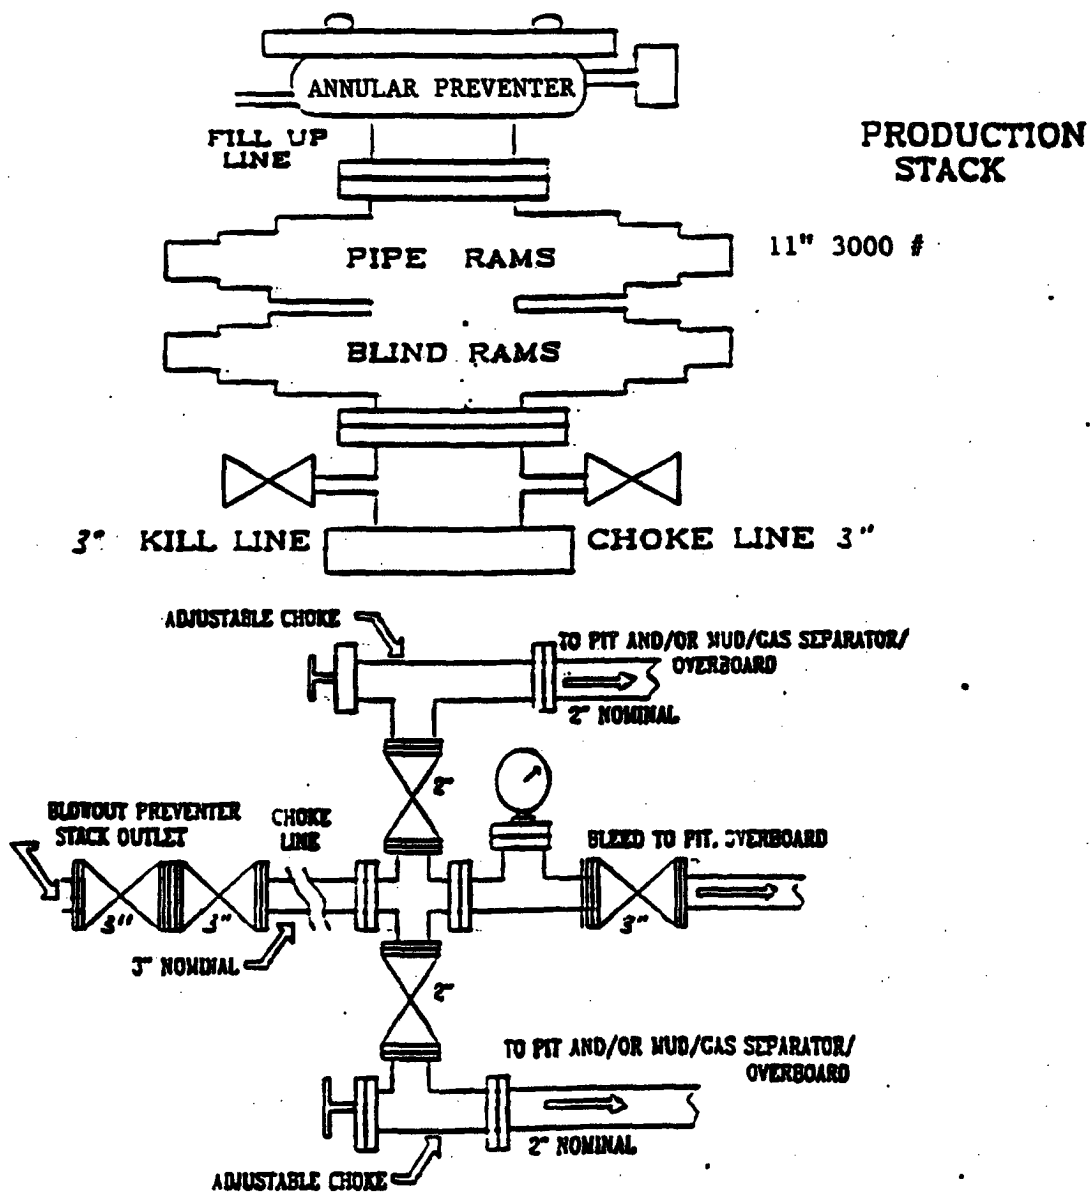 ANNULAR PREVENTER
FILL UP
LINE
PRODUCTION
STACK
PIPE RAMS
11" 3000 #
BLIND RAMS
3" KILL LINE
CHOKE LINE 3"
ADJUSTABLE CHOKE
TO PIT AND/OR MUD/GAS SEPARATOR/
OVERBOARD
2" NOMINAL
2"
BLOWOUT PREVENTER
STACK OUTLET
CHOKE
LINE
BLEED TO PIT, OVERBOARD
3"
3"
3"
3" NOMINAL
2"
TO PIT AND/OR MUD/GAS SEPARATOR/
OVERBOARD
2" NOMINAL
ADJUSTABLE CHOKE